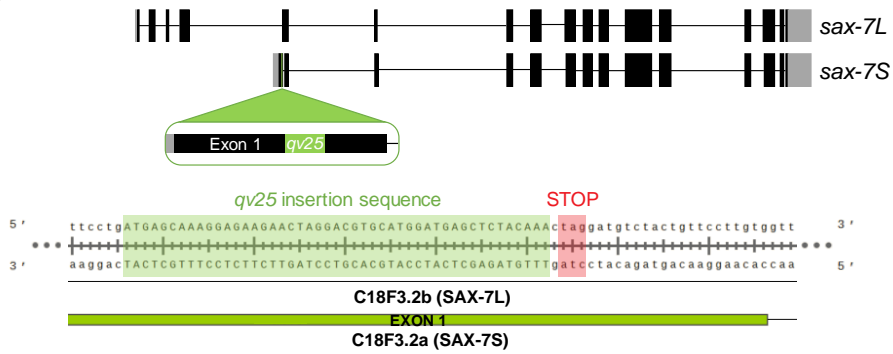 sax-7L
sax-7S
Exon 1 qv25
qv25 insertion sequence STOP
5' ttcctgATGAGCAAAGGAGAAGAACTAGGACGTGCATGGATGAGCTCTACAAActaggatgtctactgttccttgtggtt 3'
3' aaggacTACTCGTTTCCTCTTCTTGATCCTGCACGTACCTACTCGAGATGTTTgatcctacagatgacaaggaacaccaa 5'
C18F3.2b (SAX-7L)
EXON 1
C18F3.2a (SAX-7S)